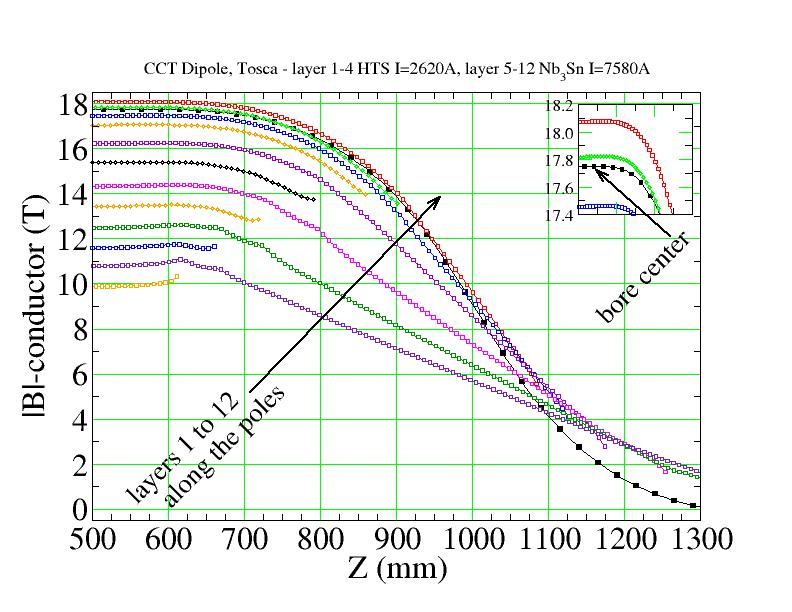 CCT Dipole, Tosca - layer 1-4 HTS I=2620A, layer 5-12 Nb3Sn I=7580A
|B|-conductor (T)
18
16
14
12
10
8
6
4
2
0
18.2
18.0
17.8
17.6
17.4
bore center
layers 1 to 12
along the poles
500 600 700 800 900 1000 1100 1200 1300
Z (mm)